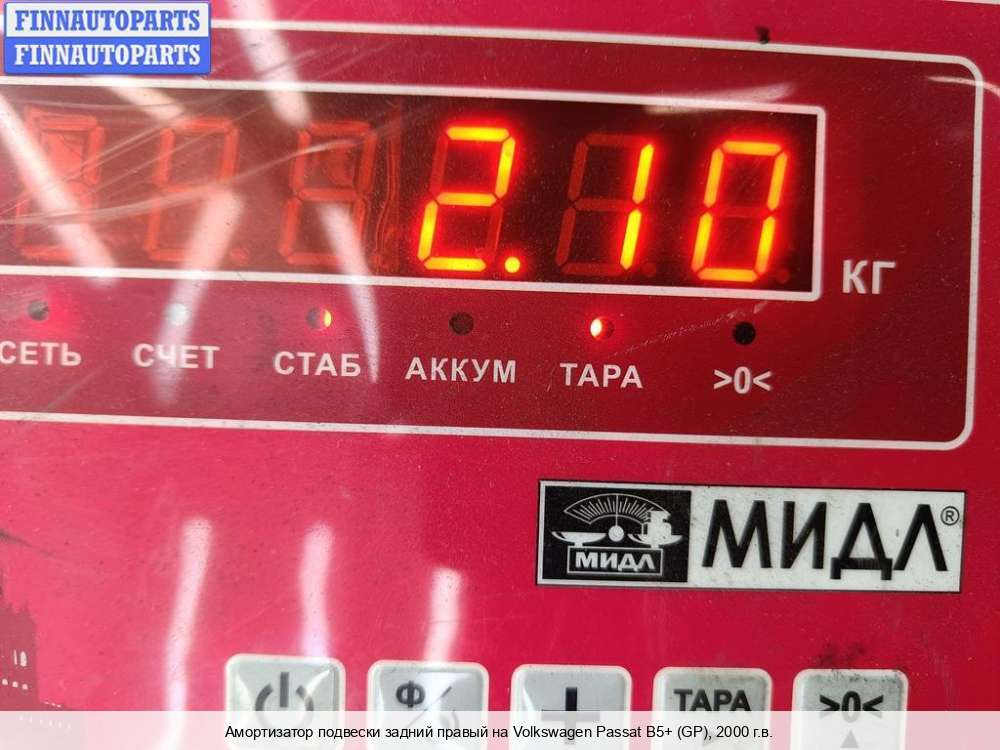 FINNAUTOPARTS
FINNAUTOPARTS
2.10
КГ
СЕТЬ СЧЕТ СТАБ АККУМ ТАРА >0<
МИДЛ МИДЛ®
Ф/ + ТАРА >0<
Амортизатор подвески задний правый на Volkswagen Passat B5+ (GP), 2000 г.в.